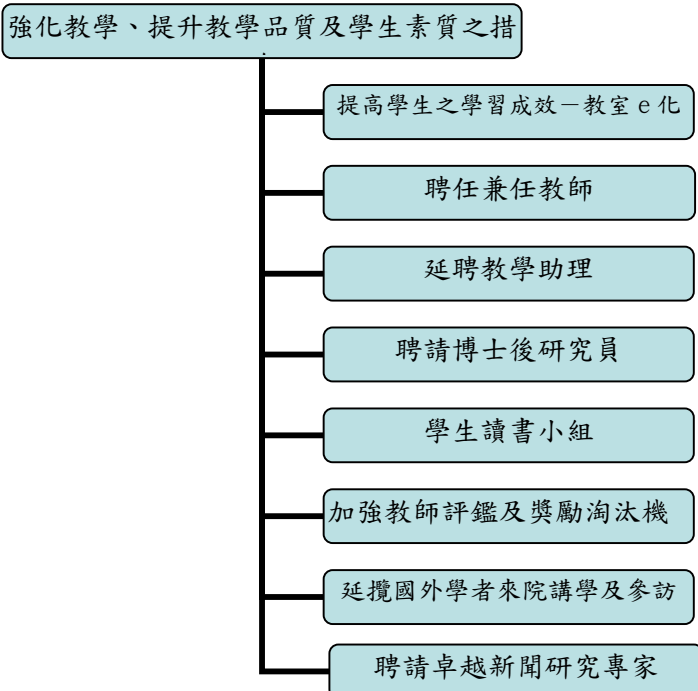 強化教學、提升教學品質及學生素質之措
提高學生之學習成效－教室 e 化
聘任兼任教師
延聘教學助理
聘請博士後研究員
學生讀書小組
加強教師評鑑及獎勵淘汰機
延攬國外學者來院講學及參訪
聘請卓越新聞研究專家